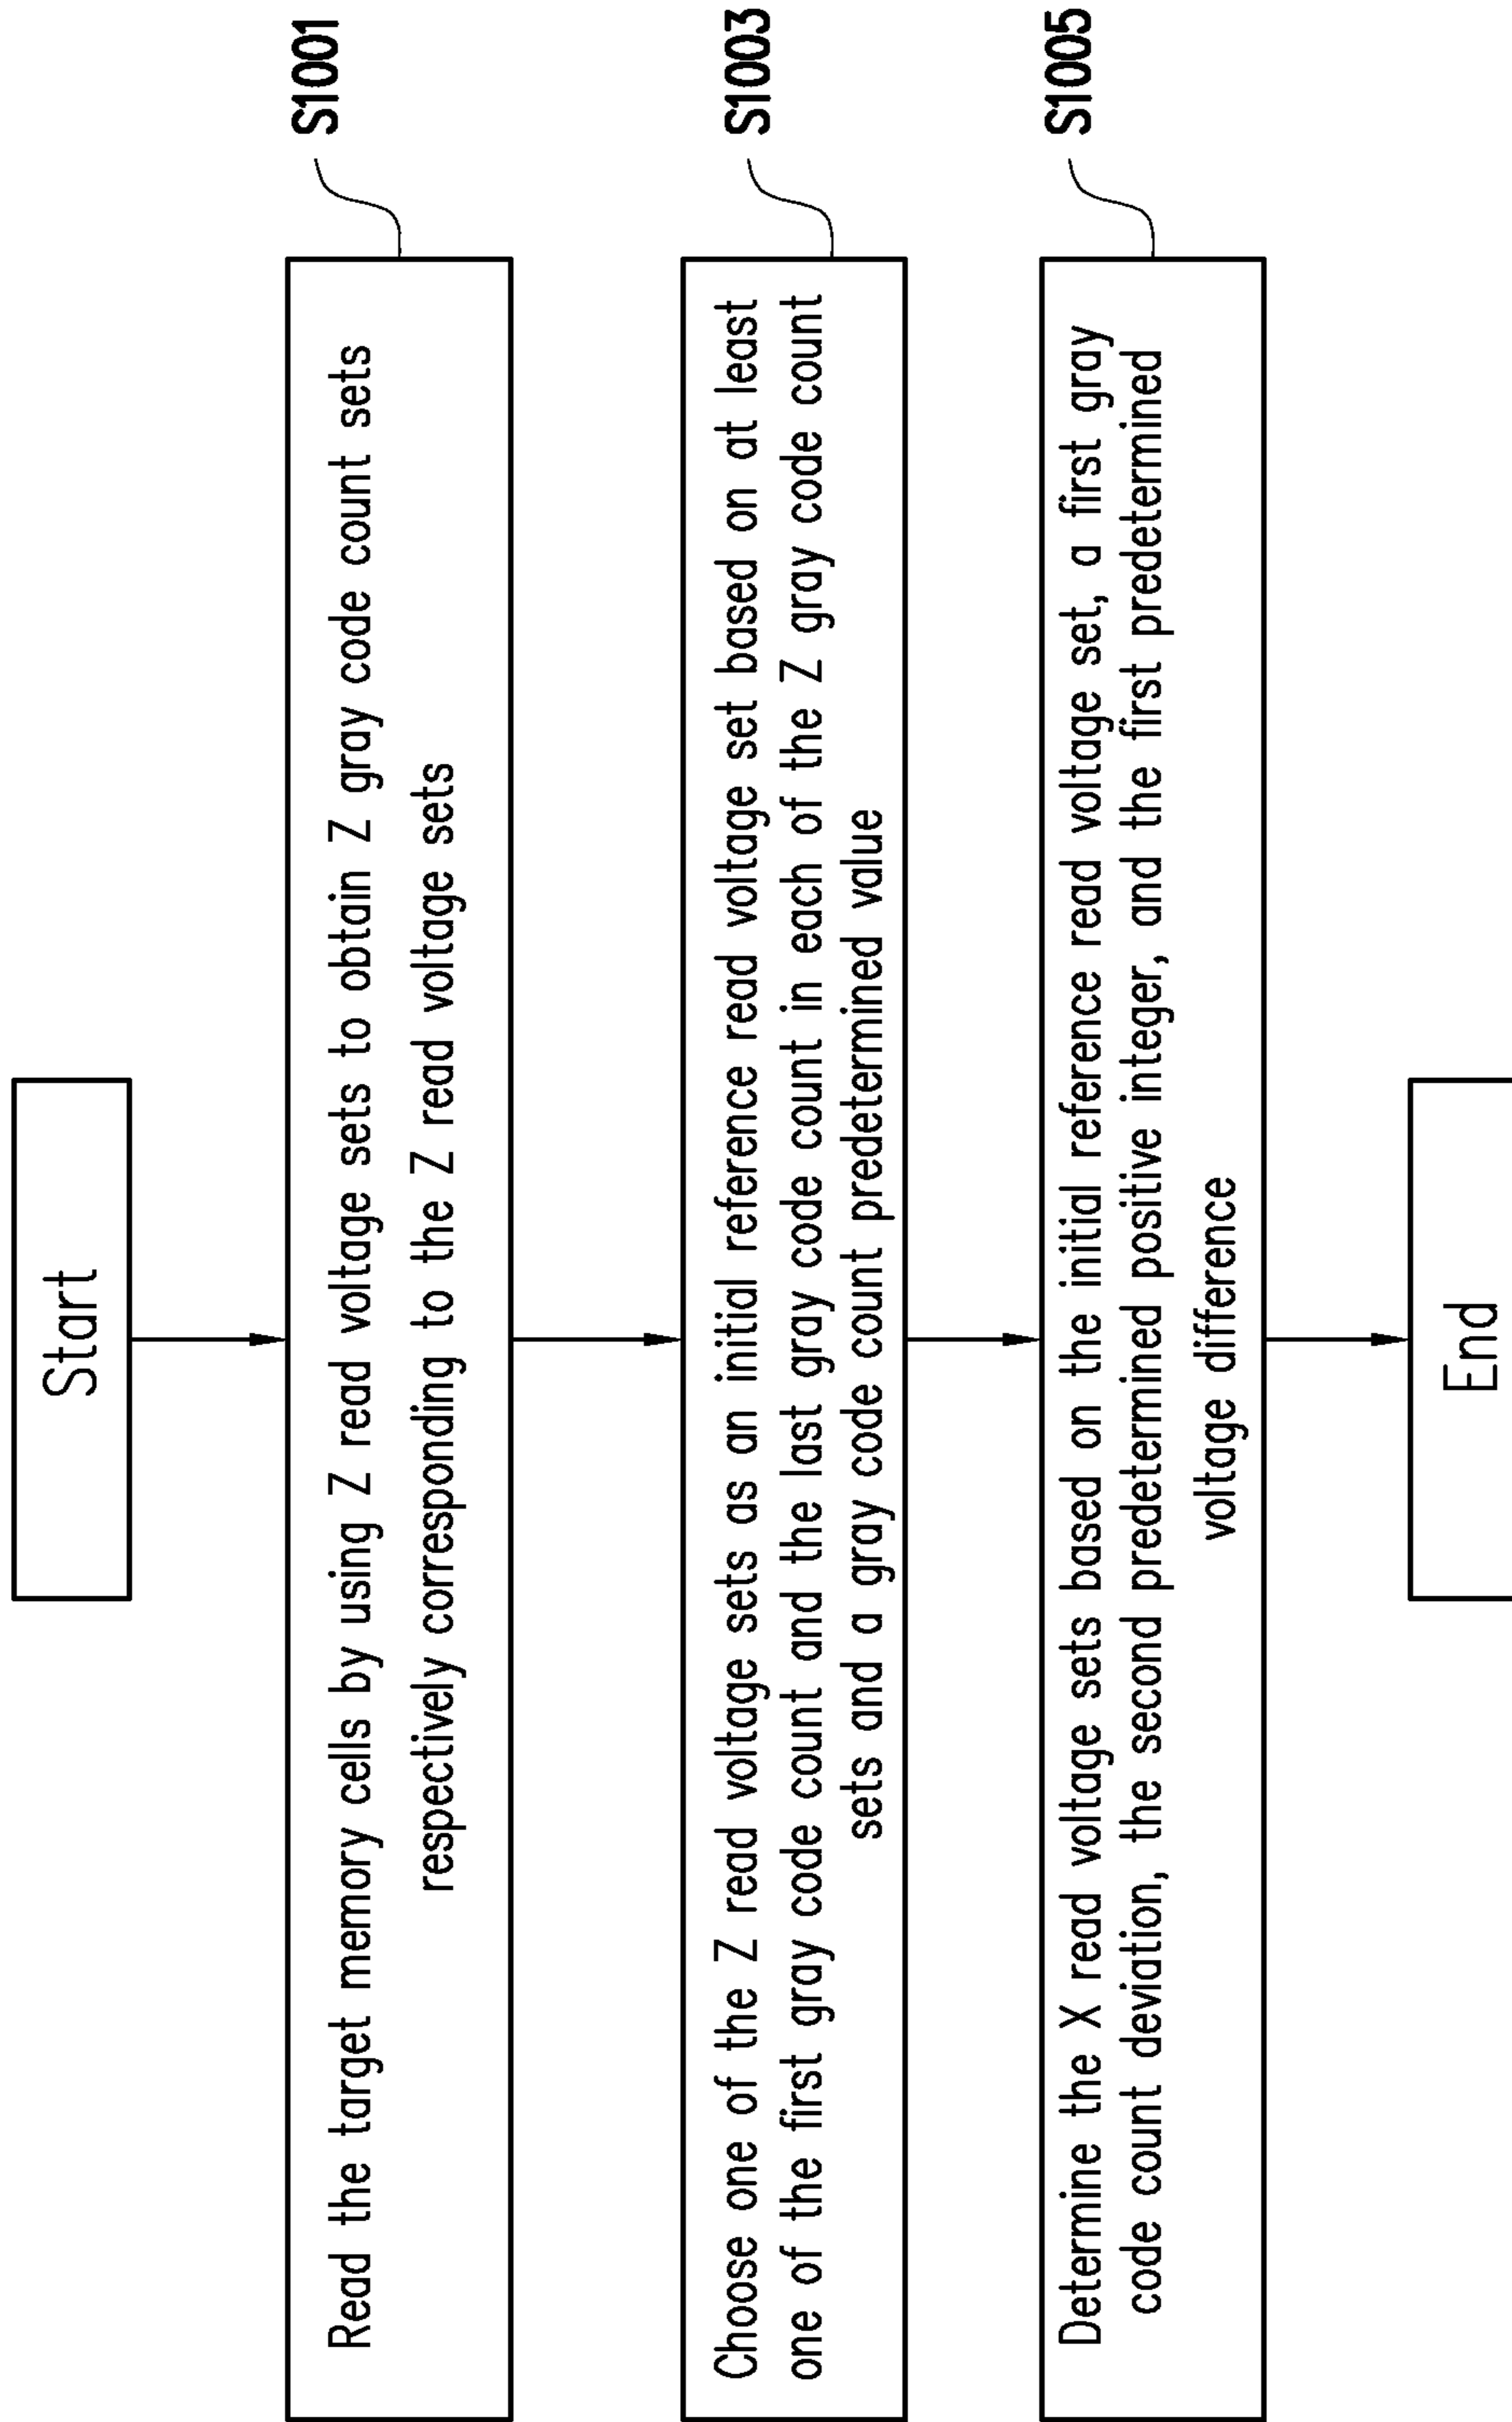 Start
S1001
Read the target memory cells by using Z read voltage sets to obtain Z gray code count sets
respectively corresponding to the Z read voltage sets
S1003
Choose one of the Z read voltage sets as an initial reference read voltage set based on at least
one of the first gray code count and the last gray code count in each of the Z gray code count
sets and a gray code count predetermined value
S1005
Determine the X read voltage sets based on the initial reference read voltage set, a first gray
code count deviation, the second predetermined positive integer, and the first predetermined
voltage difference
End